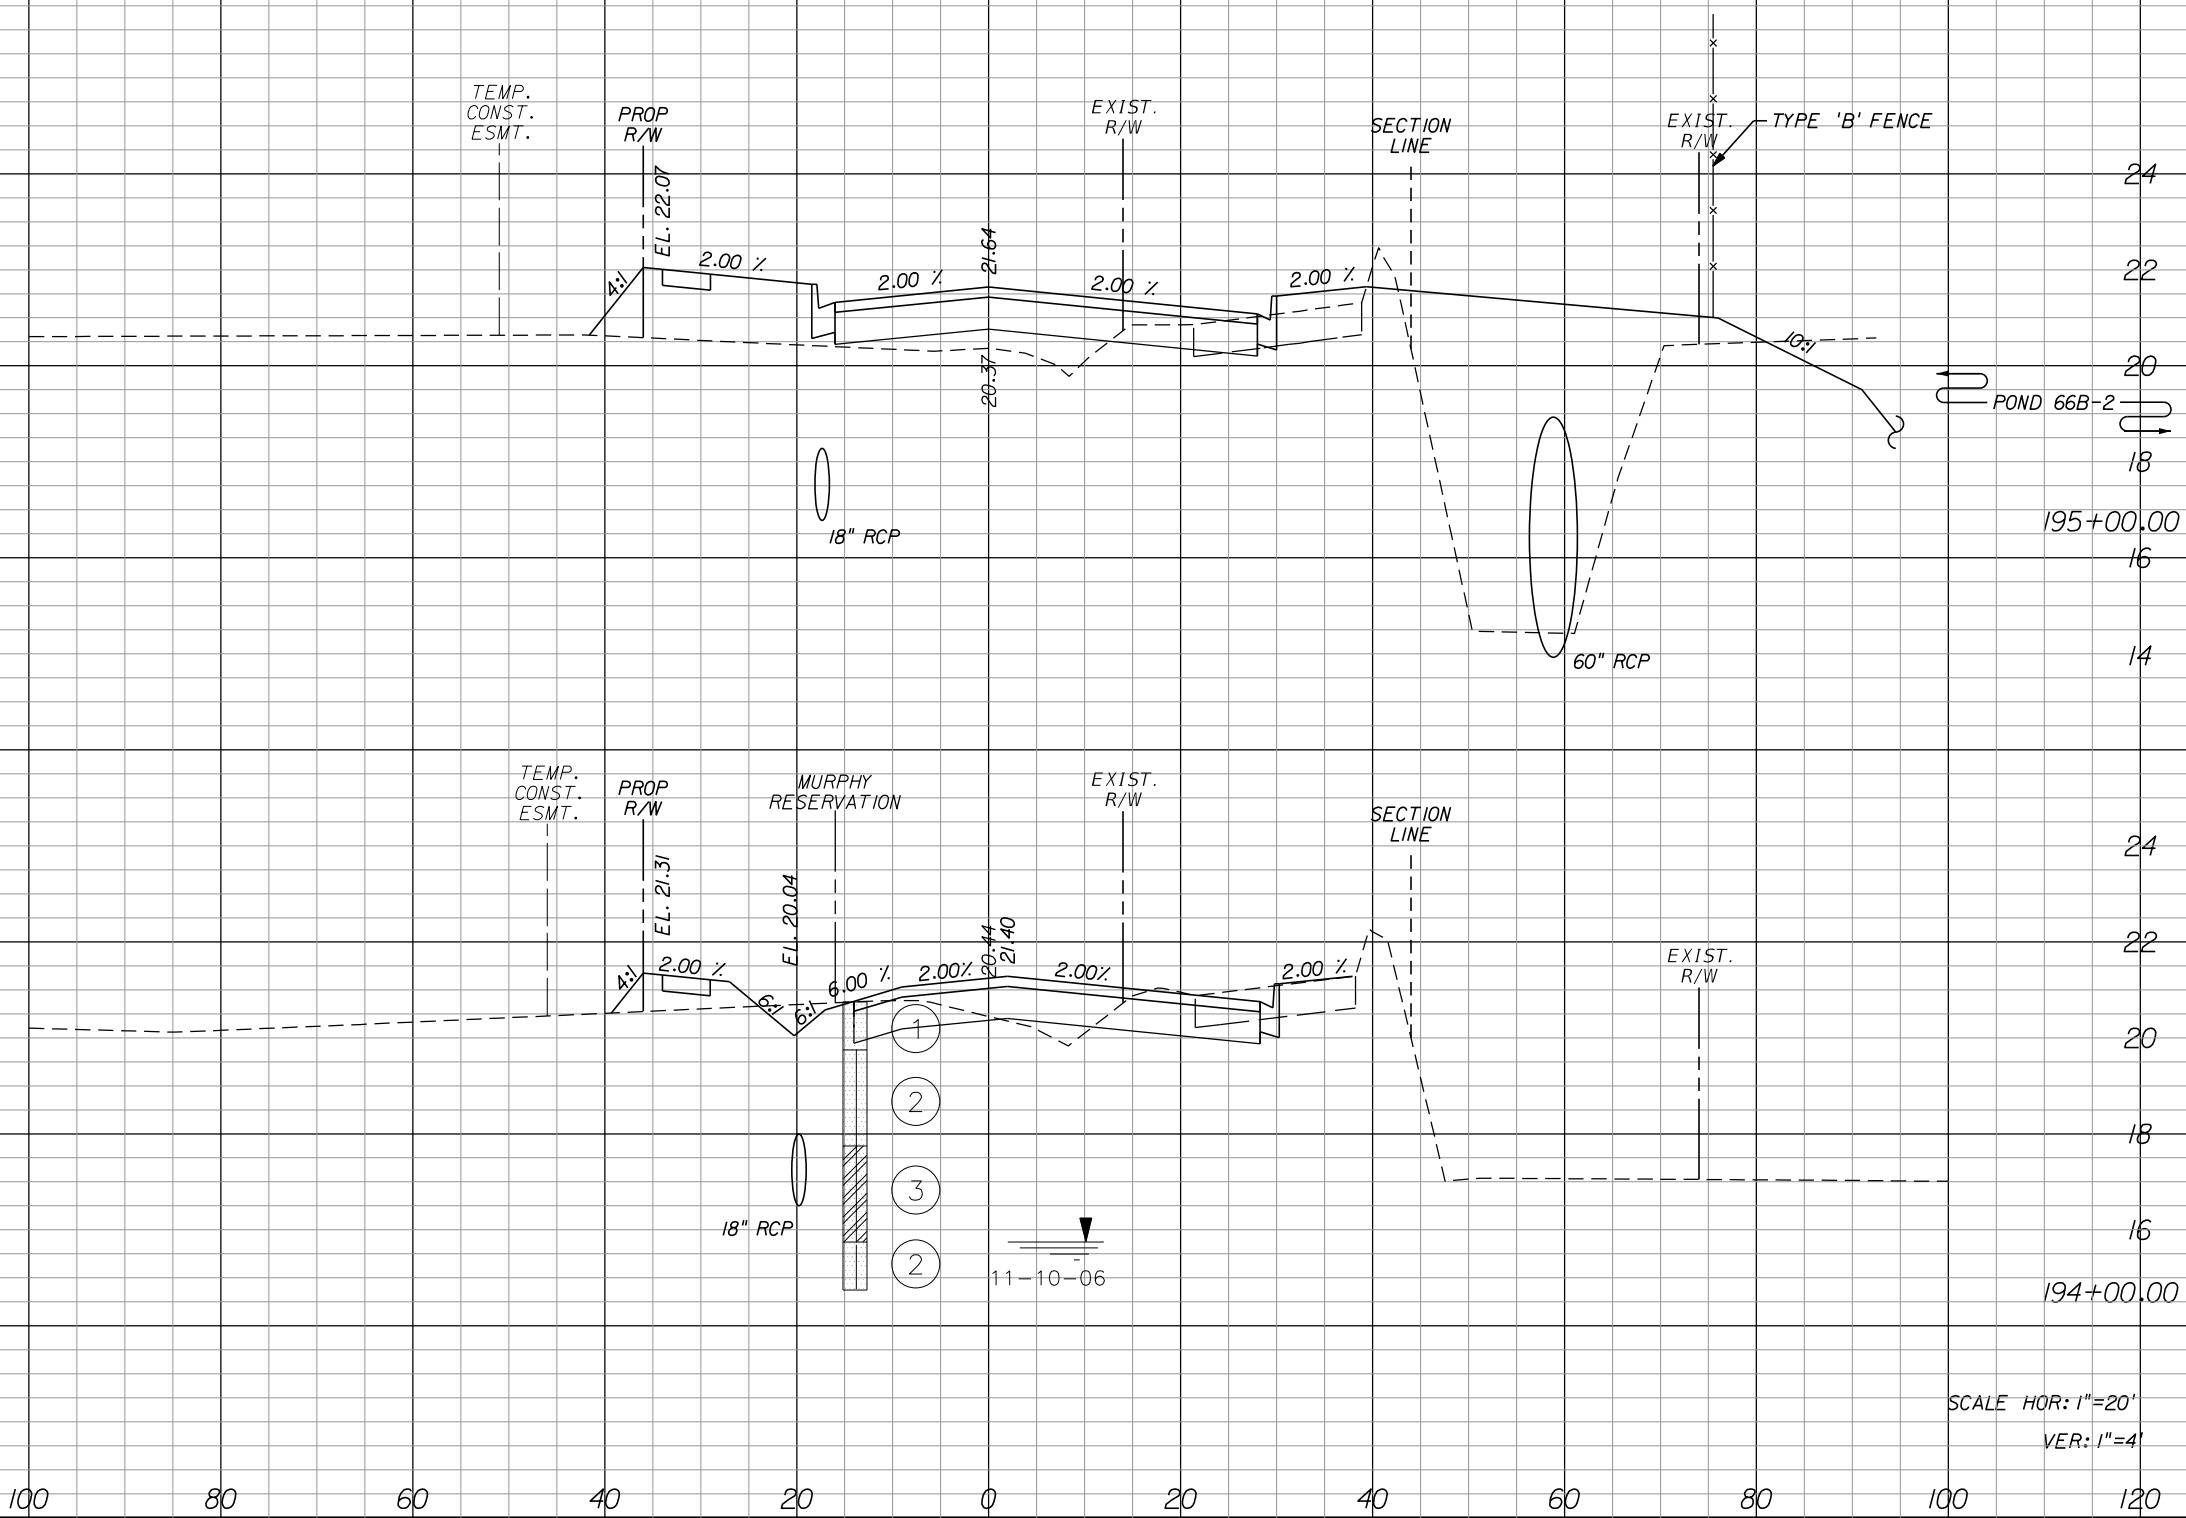 TEMP.
CONST.
ESMT.
PROP
R/W
EL. 22.07
EXIST.
R/W
SECTION
LINE
EXIST.
R/W
TYPE 'B' FENCE
24
4:1
2.00 %
2.00 %
21.64
2.00 %
2.00 %
22
20.37
10:1
20
POND 66B-2
18
18" RCP
195+00.00
16
60" RCP
14
TEMP.
CONST.
ESMT.
PROP
R/W
EL. 21.31
MURPHY
RESERVATION
EL. 20.04
EXIST.
R/W
SECTION
LINE
24
20.44
21.40
EXIST.
R/W
22
4:1
2.00 %
6:1
6:1
6.00 %
2.00%
2.00%
2.00 %
1
20
2
18
3
18" RCP
16
2
11-10-06
194+00.00
SCALE HOR: 1"=20'
VER: 1"=4'
100 80 60 40 20 0 20 40 60 80 100 120